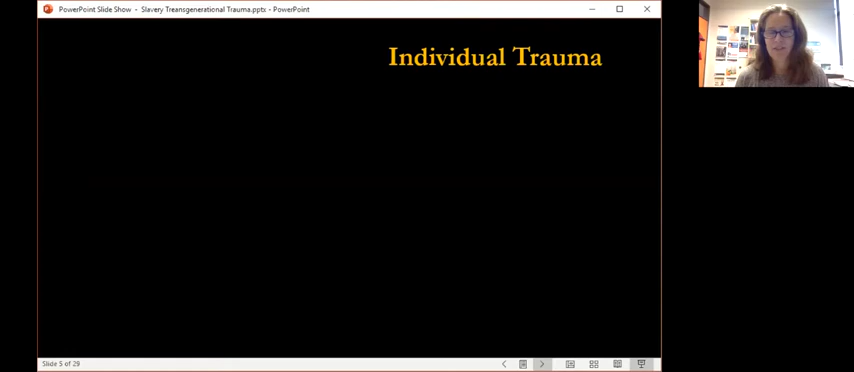 PowerPoint Slide Show - Slavery Treansgenerational Trauma.pptx - PowerPoint
Individual Trauma
Slide 5 of 29